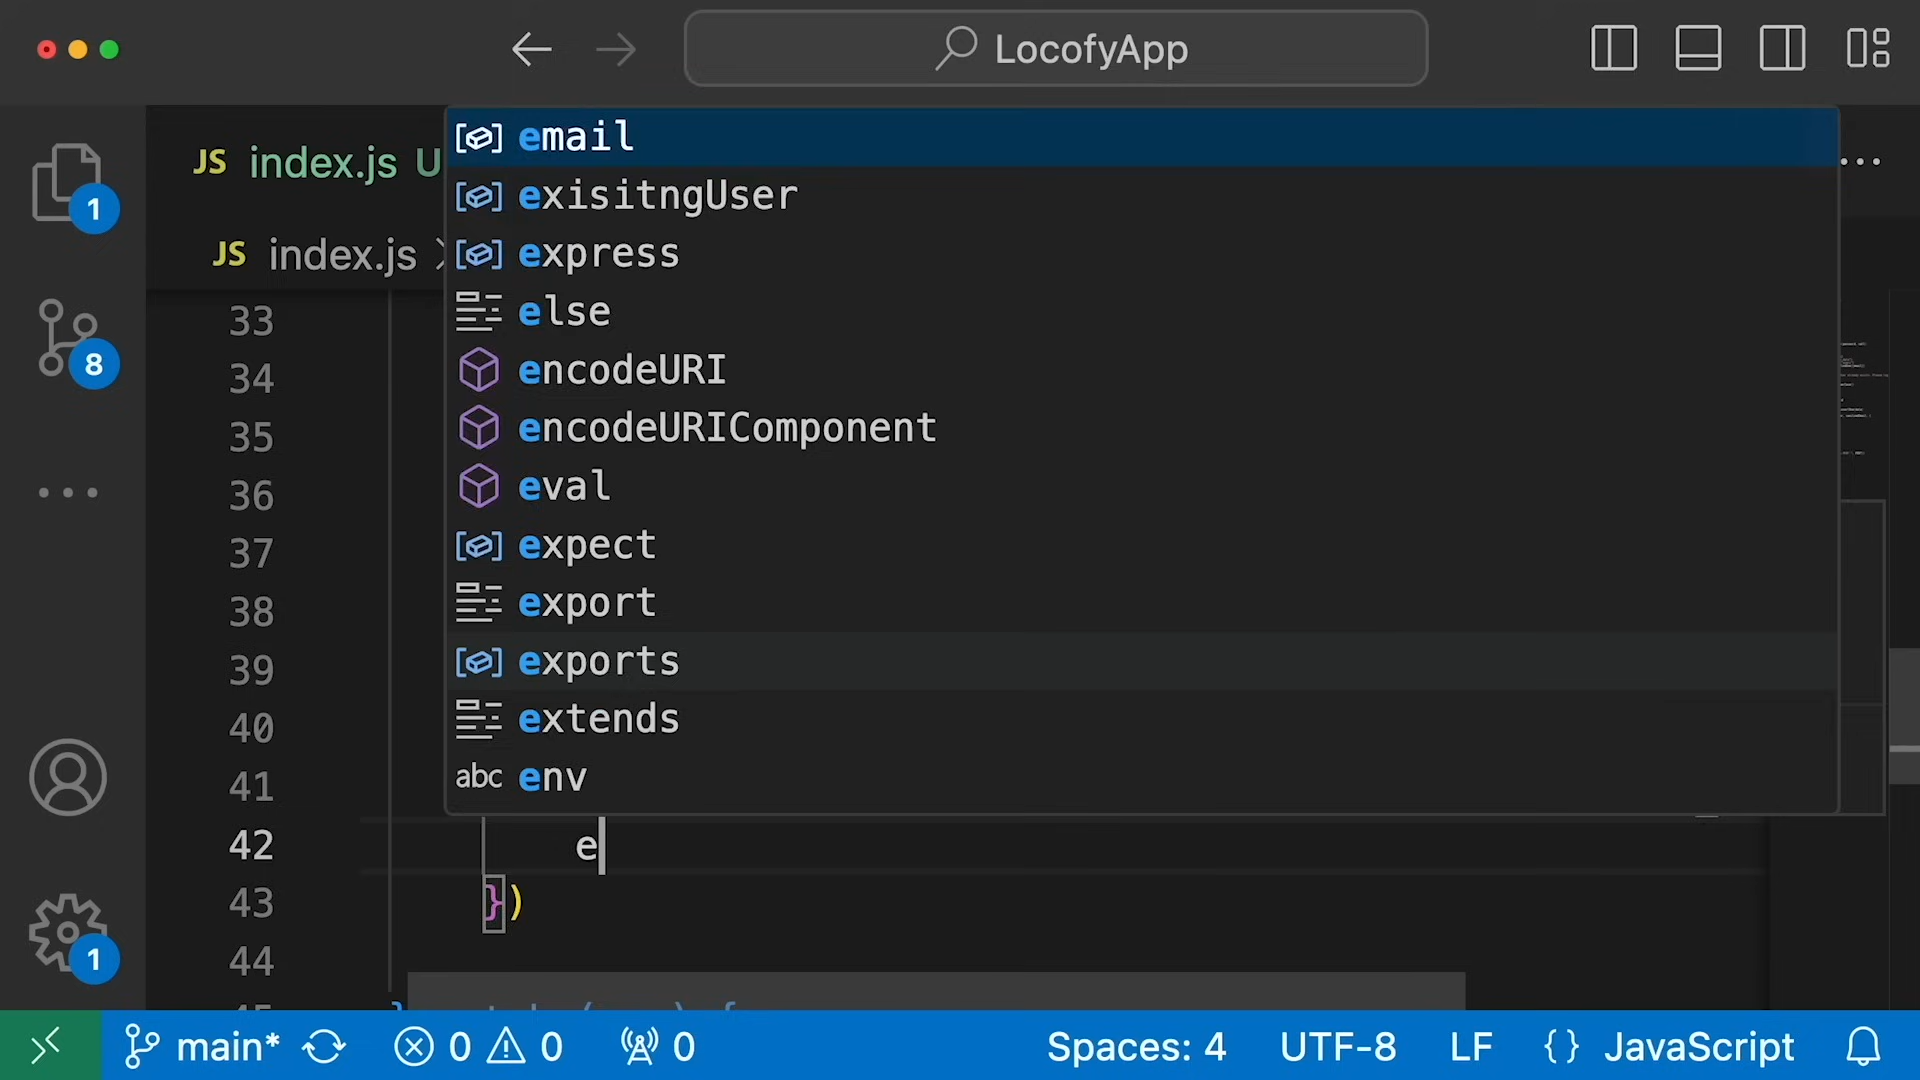 LocofyApp
JS index.js U
...
JS index.js >
email
exisitngUser
express
else
encodeURI
encodeURIComponent
eval
expect
export
exports
extends
abc env
1
8
1
33
34
35
36
37
38
39
40
41
42 e
43 })
44
main* 0 0 0 Spaces: 4 UTF-8 LF {} JavaScript